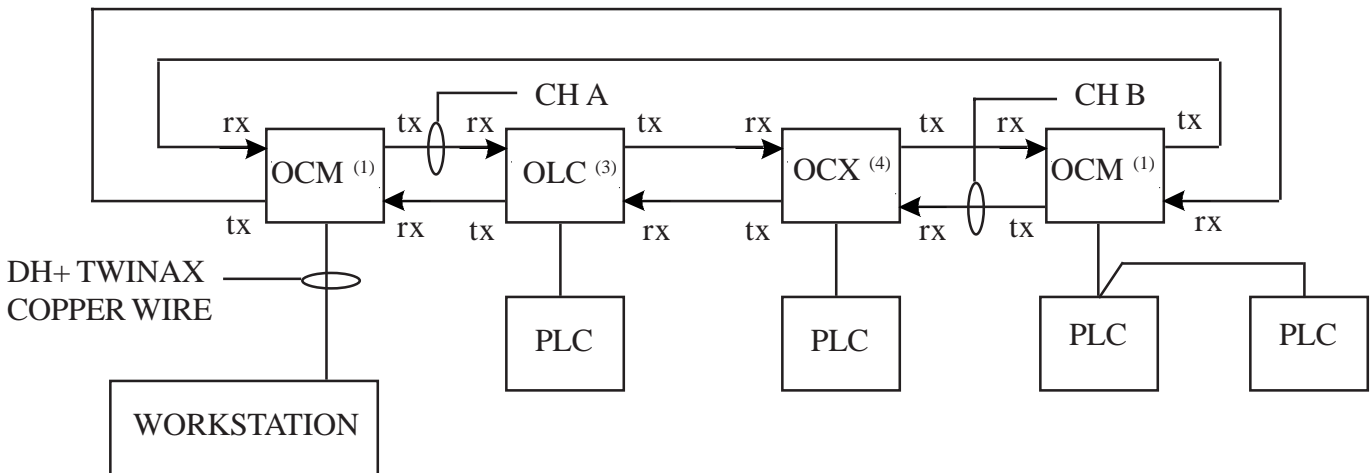 CH A
CH B
rx
tx
rx
tx
rx
tx
rx
tx
OCM (1)
OLC (3)
OCX (4)
OCM (1)
tx
rx
tx
rx
tx
rx
tx
rx
DH+ TWINAX
COPPER WIRE
PLC
PLC
PLC
PLC
WORKSTATION